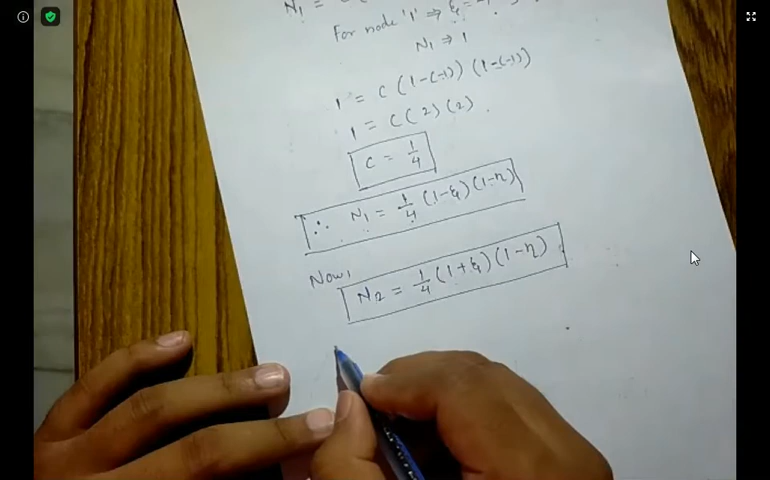 N₁ =
For node '1' ⇒ ξ =
N₁ ⇒ 1
1 = C (1-(-1)) (1-(-1))
1 = C(2)(2).
C = 1/4
∴ N₁ = 1/4 (1-ξ)(1-η)
Now,
N₂ = 1/4 (1+ξ)(1-η)